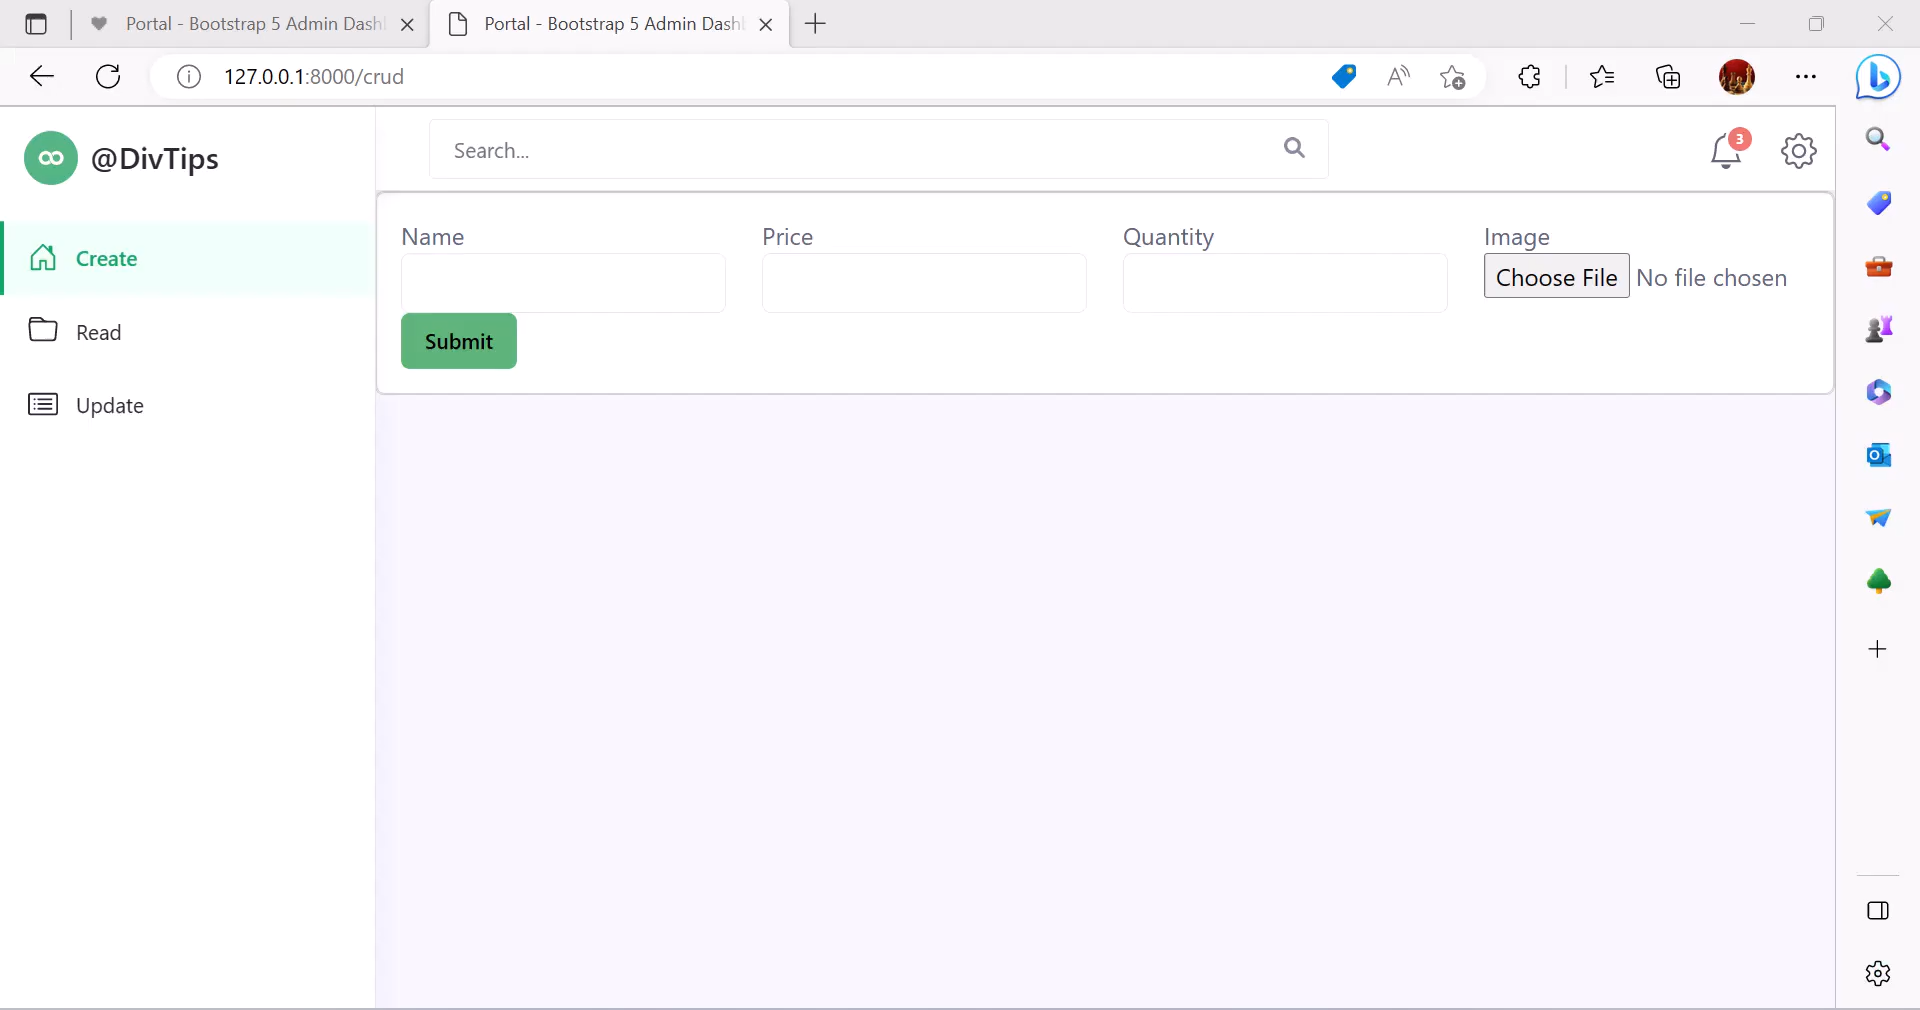 Portal - Bootstrap 5 Admin Dash
Portal - Bootstrap 5 Admin Dash
127.0.0.1:8000/crud
@DivTips
Search...
3
Create
Read
Update
Name
Price
Quantity
Image
Choose File No file chosen
Submit